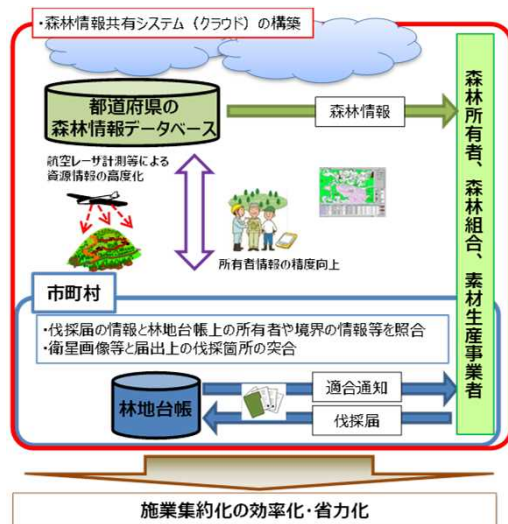 ・森林情報共有システム（クラウド）の構築
都道府県の
森林情報データベース
森林情報
航空レーザ計測等による
資源情報の高度化
所有者情報の精度向上
森林所有者、森林組合、素材生産事業者
市町村
・伐採届の情報と林地台帳上の所有者や境界の情報等を照合
・衛星画像等と届出上の伐採箇所の突合
林地台帳
適合通知
伐採届
施業集約化の効率化・省力化